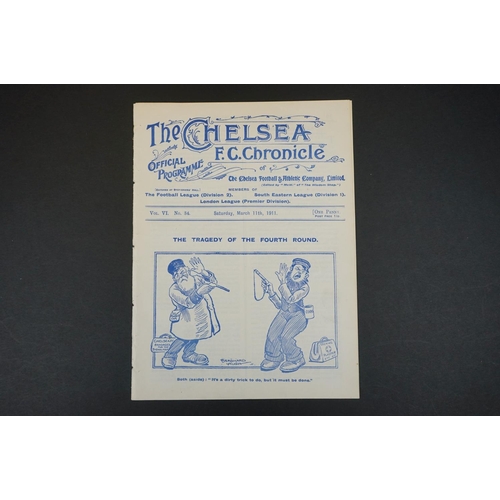 The CHELSEA
F.C. Chronicle
OFFICIAL
PROGRAMME
of
The Chelsea Football & Athletic Company, Limited.
MEMBERS OF
The Football League (Division 2). South Eastern League (Division 1).
London League (Premier Division).
Vol. VI. No. 34. Saturday, March 11th, 1911. (One Penny)
THE TRAGEDY OF THE FOURTH ROUND.
Both (aside): "It's a dirty trick to do, but it must be done."